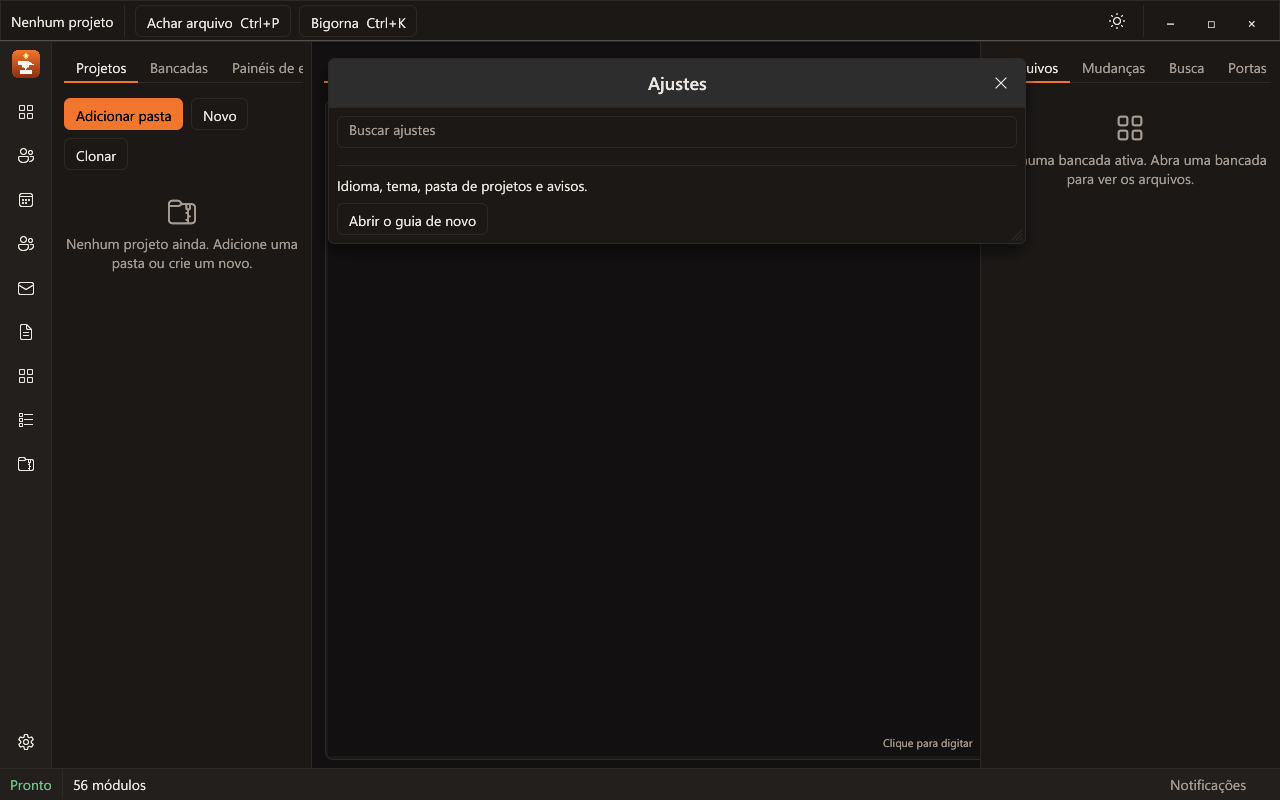 Nenhum projeto
Achar arquivo Ctrl+P
Bigorna Ctrl+K
Projetos
Bancadas
Painéis de
Adicionar pasta
Novo
Clonar
Nenhum projeto ainda. Adicione uma
pasta ou crie um novo.
Ajustes
Buscar ajustes
Idioma, tema, pasta de projetos e avisos.
Abrir o guia de novo
Clique para digitar
Mudanças
Busca
Portas
bancada ativa. Abra uma bancada
para ver os arquivos.
Pronto
56 módulos
Notificações